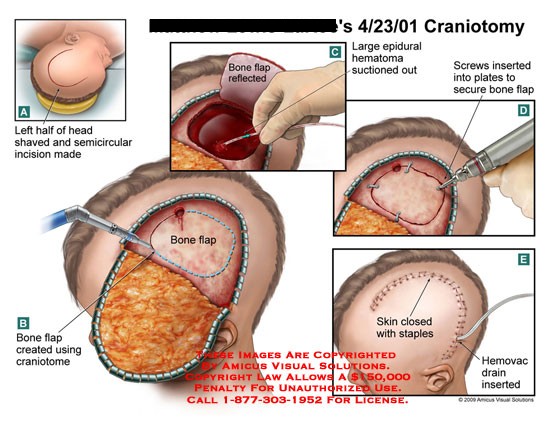 's 4/23/01 Craniotomy
A
Left half of head
shaved and semicircular
incision made
C
Bone flap
reflected
Large epidural
hematoma
suctioned out
Screws inserted
into plates to
secure bone flap
D
Bone flap
B
Bone flap
created using
craniotome
E
Skin closed
with staples
Hemovac
drain
inserted
These Images Are Copyrighted
By Amicus Visual Solutions.
Copyright Law Allows A $150,000
Penalty For Unauthorized Use.
Call 1-877-303-1952 For License.
© 2009 Amicus Visual Solutions